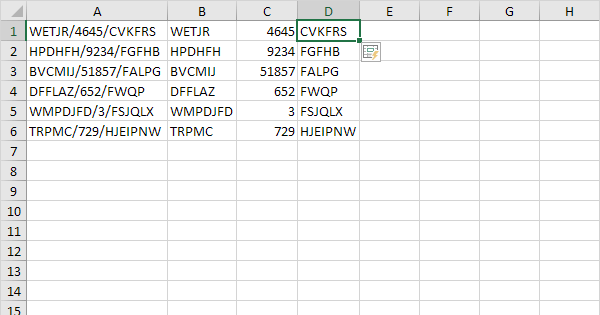 A B C D E F G H
1 WETJR/4645/CVKFRS WETJR 4645 CVKFRS
2 HPDHFH/9234/FGFHB HPDHFH 9234 FGFHB
3 BVCMIJ/51857/FALPG BVCMIJ 51857 FALPG
4 DFFLAZ/652/FWQP DFFLAZ 652 FWQP
5 WMPDJFD/3/FSJQLX WMPDJFD 3 FSJQLX
6 TRPMC/729/HJEIPNW TRPMC 729 HJEIPNW
7
8
9
10
11
12
13
14
15